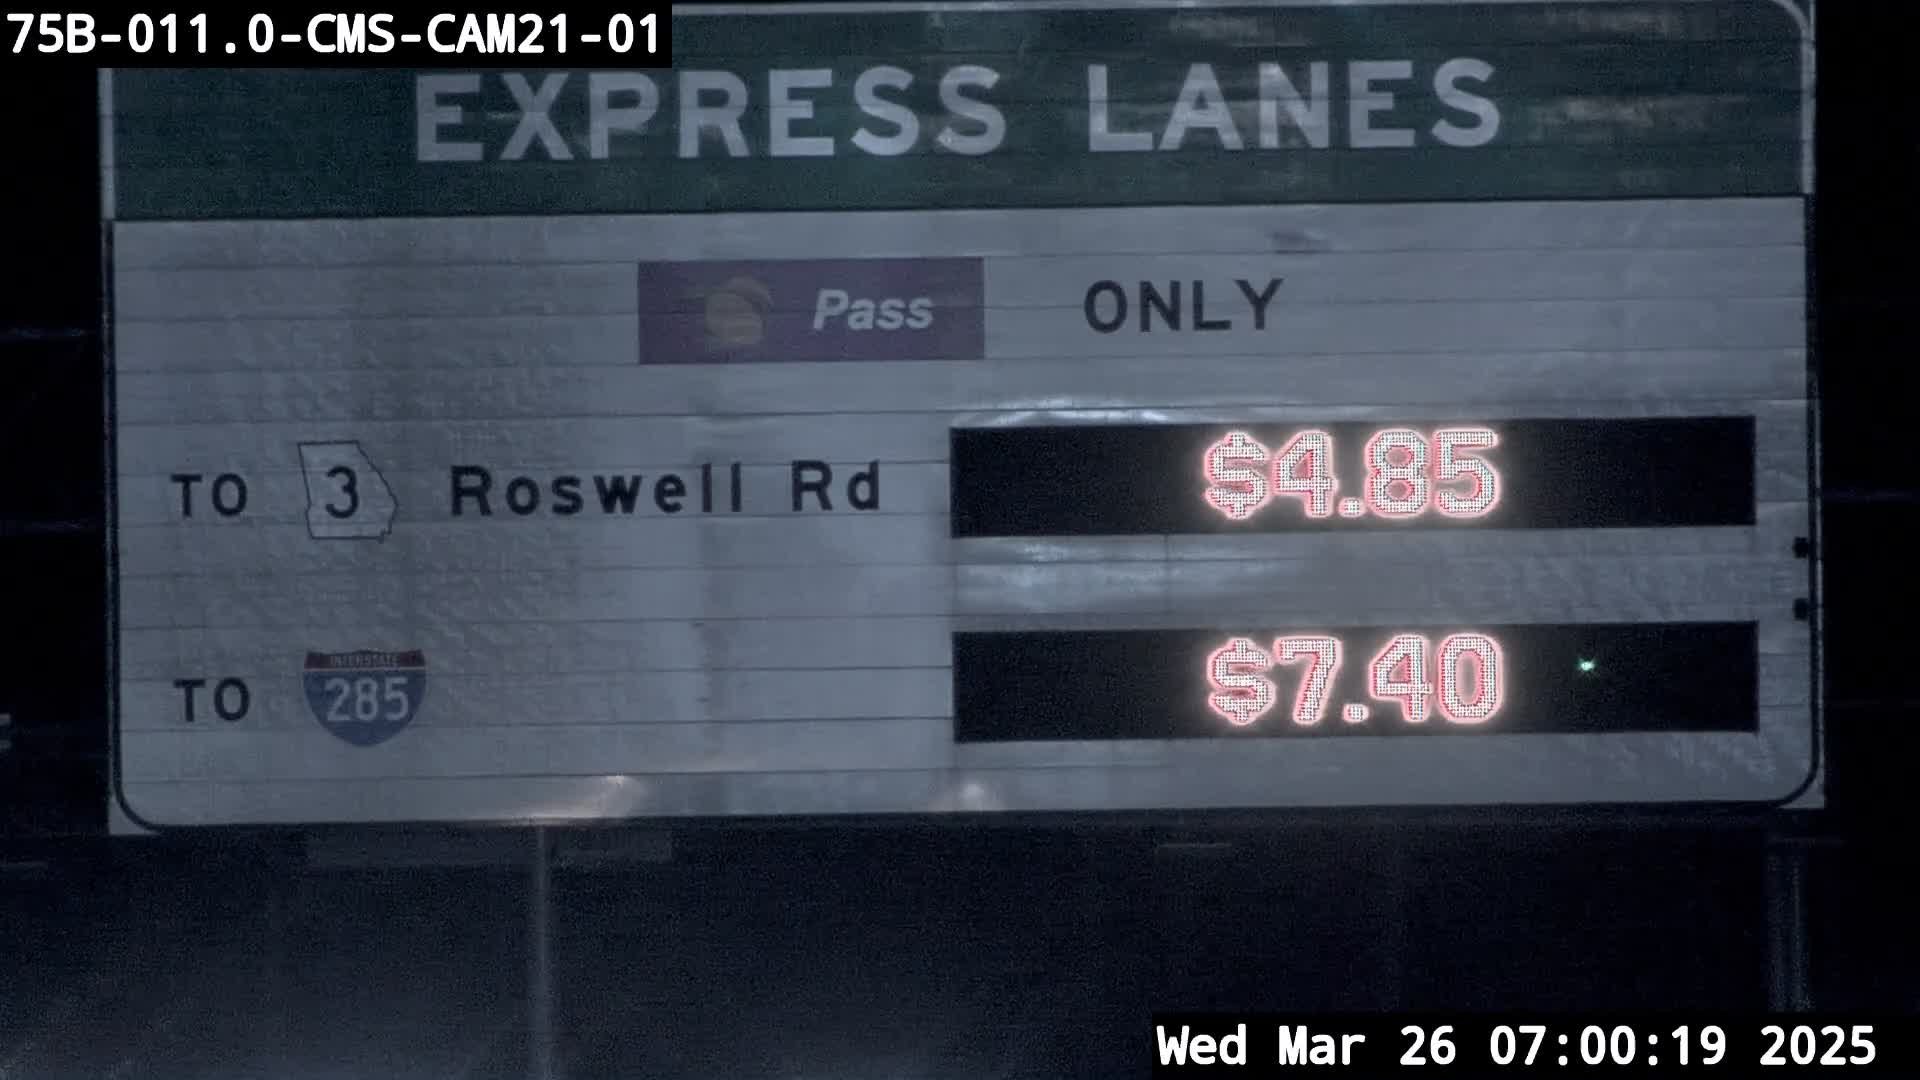 75B-011.0-CMS-CAM21-01
EXPRESS LANES
Pass ONLY
TO 3 Roswell Rd $4.85
INTERSTATE
TO 285 $7.40
Wed Mar 26 07:00:19 2025